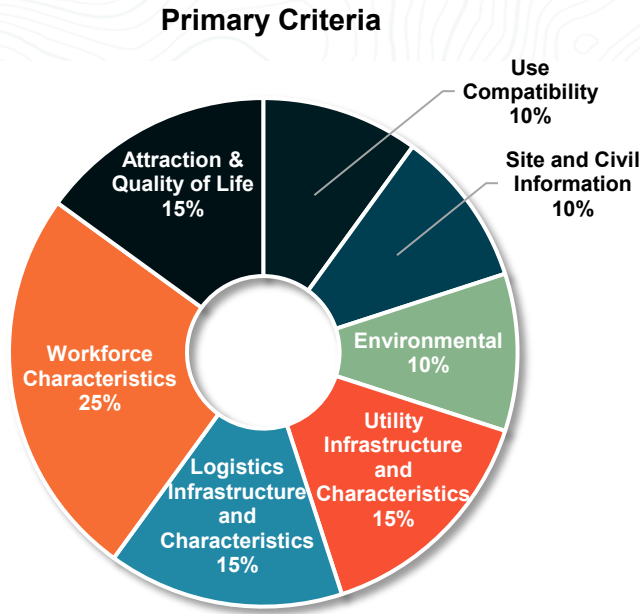 Primary Criteria
Use
Compatibility
10%
Site and Civil
Information
10%
Environmental
10%
Utility
Infrastructure
and
Characteristics
15%
Logistics
Infrastructure
and
Characteristics
15%
Workforce
Characteristics
25%
Attraction &
Quality of Life
15%